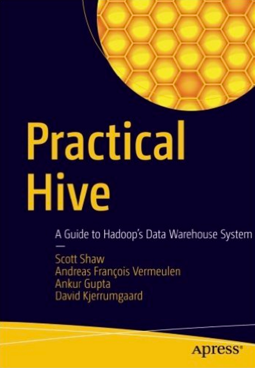 Practical
Hive
A Guide to Hadoop's Data Warehouse System
Scott Shaw
Andreas François Vermeulen
Ankur Gupta
David Kjerrumgaard
Apress®